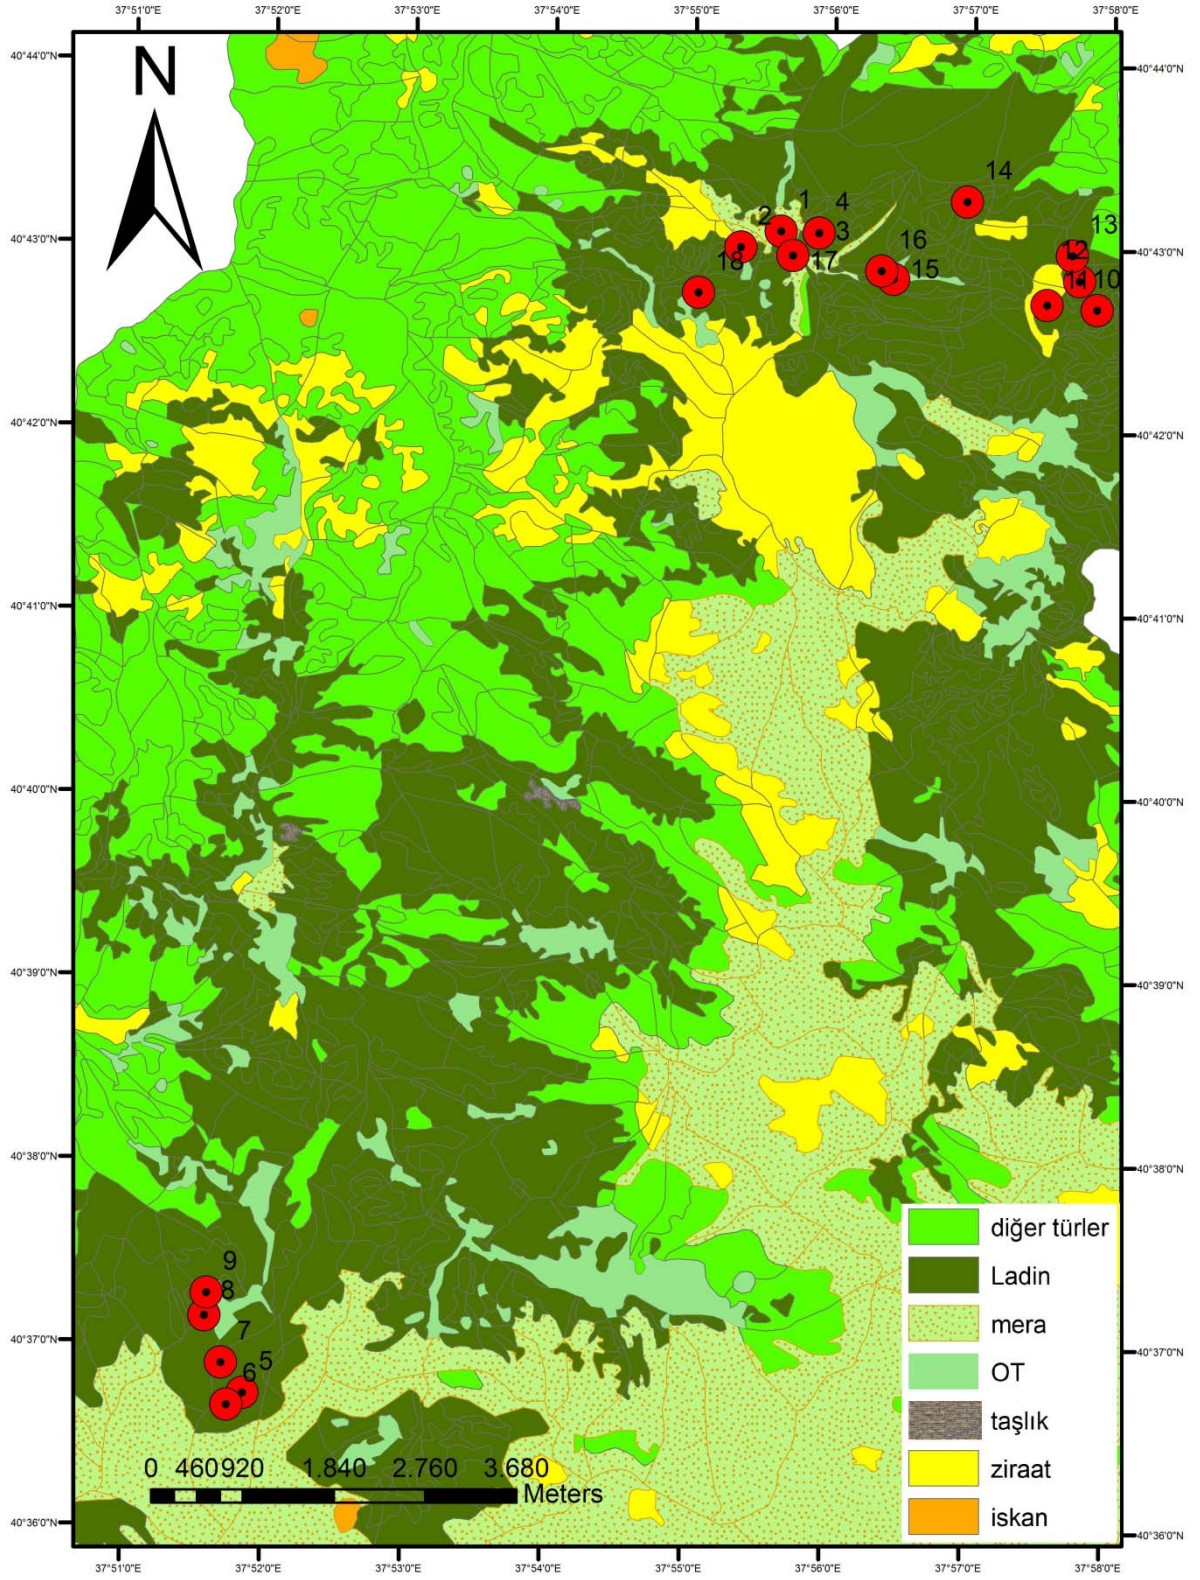 37°51'0"E 37°52'0"E 37°53'0"E 37°54'0"E 37°55'0"E 37°56'0"E 37°57'0"E 37°58'0"E
40°44'0"N 40°44'0"N
N
14
1 4
2 3
13
40°43'0"N 40°43'0"N
16
12
18 17
15
11 10
40°42'0"N 40°42'0"N
40°41'0"N 40°41'0"N
40°40'0"N 40°40'0"N
40°39'0"N 40°39'0"N
40°38'0"N 40°38'0"N
diğer türler
9
Ladin
8
mera
7
40°37'0"N 40°37'0"N
5
6
OT
taşlık
0 460 920 1.840 2.760 3.680
ziraat
Meters
iskan
40°36'0"N 40°36'0"N
37°51'0"E 37°52'0"E 37°53'0"E 37°54'0"E 37°55'0"E 37°56'0"E 37°57'0"E 37°58'0"E